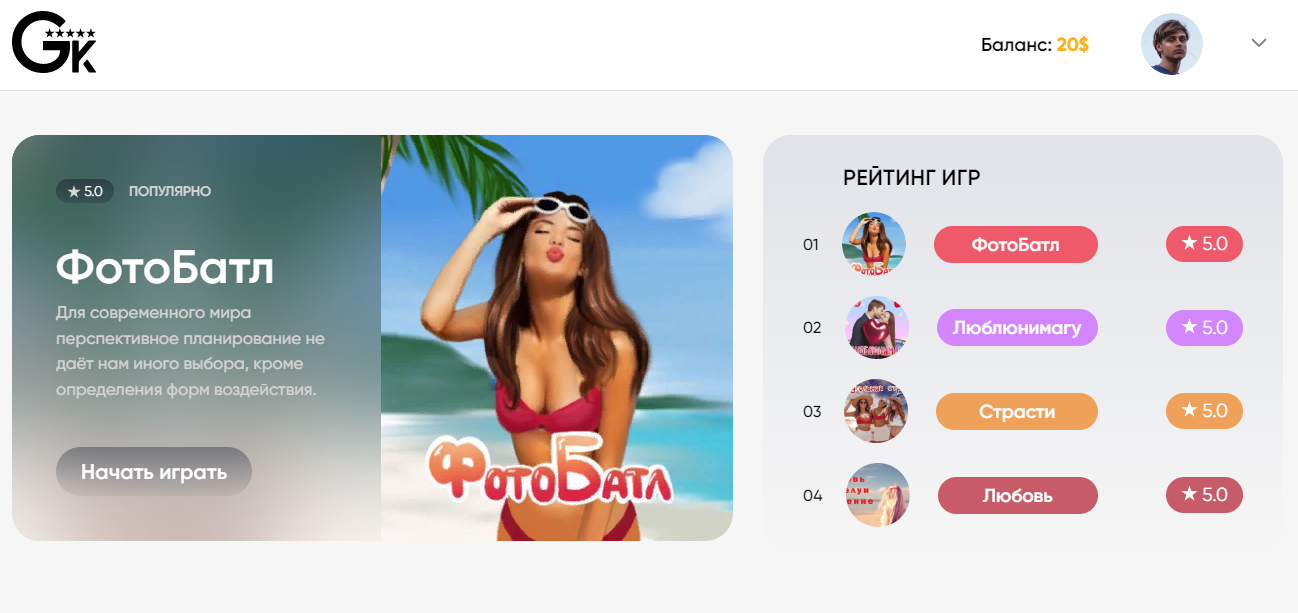 GK
Баланс: 20$
★ 5.0 ПОПУЛЯРНО
ФотоБатл
Для современного мира
перспективное планирование не
даёт нам иного выбора, кроме
определения форм воздействия.
Начать играть
ФотоБатл
РЕЙТИНГ ИГР
01 ФотоБатл ★ 5.0
02 Люблюнимагу ★ 5.0
03 Страсти ★ 5.0
04 Любовь ★ 5.0